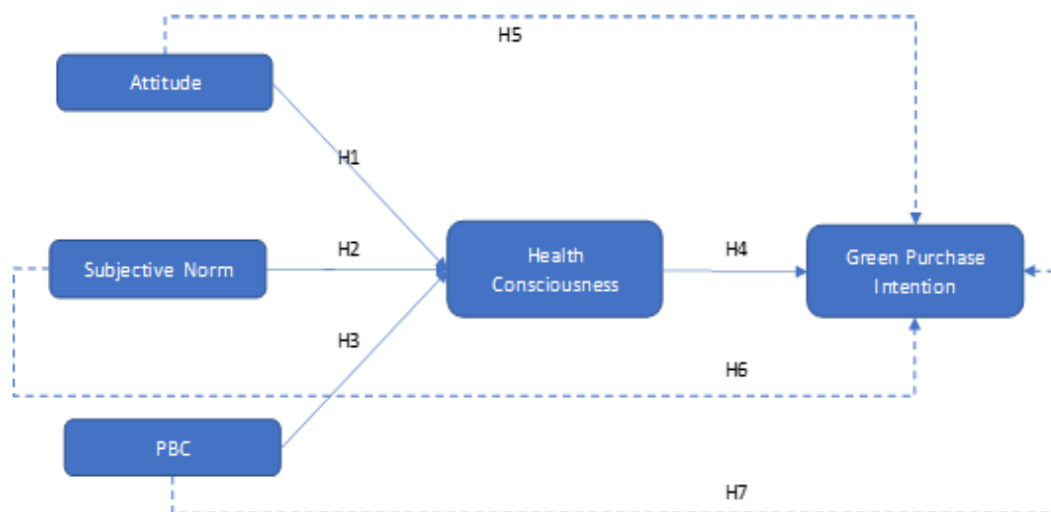 H5
Attitude
H1
Subjective Norm
H2
Health
Consciousness
H4
Green Purchase
Intention
H3
H6
PBC
H7